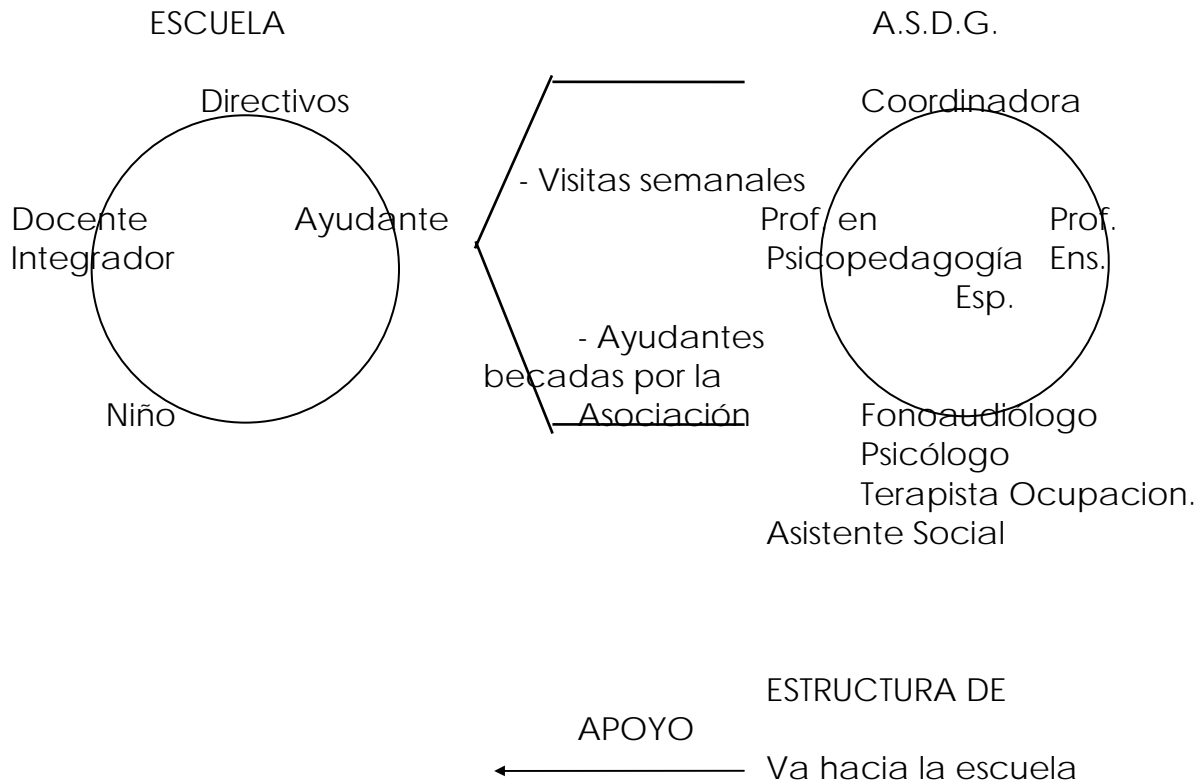 ESCUELA
A.S.D.G.
Directivos
Coordinadora
- Visitas semanales
Docente
Integrador
Ayudante
Prof. en
Psicopedagogía
Prof.
Ens.
Esp.
- Ayudantes
becadas por la
Asociación
Niño
Fonoaudiólogo
Psicólogo
Terapista Ocupacion.
Asistente Social
ESTRUCTURA DE
APOYO
Va hacia la escuela